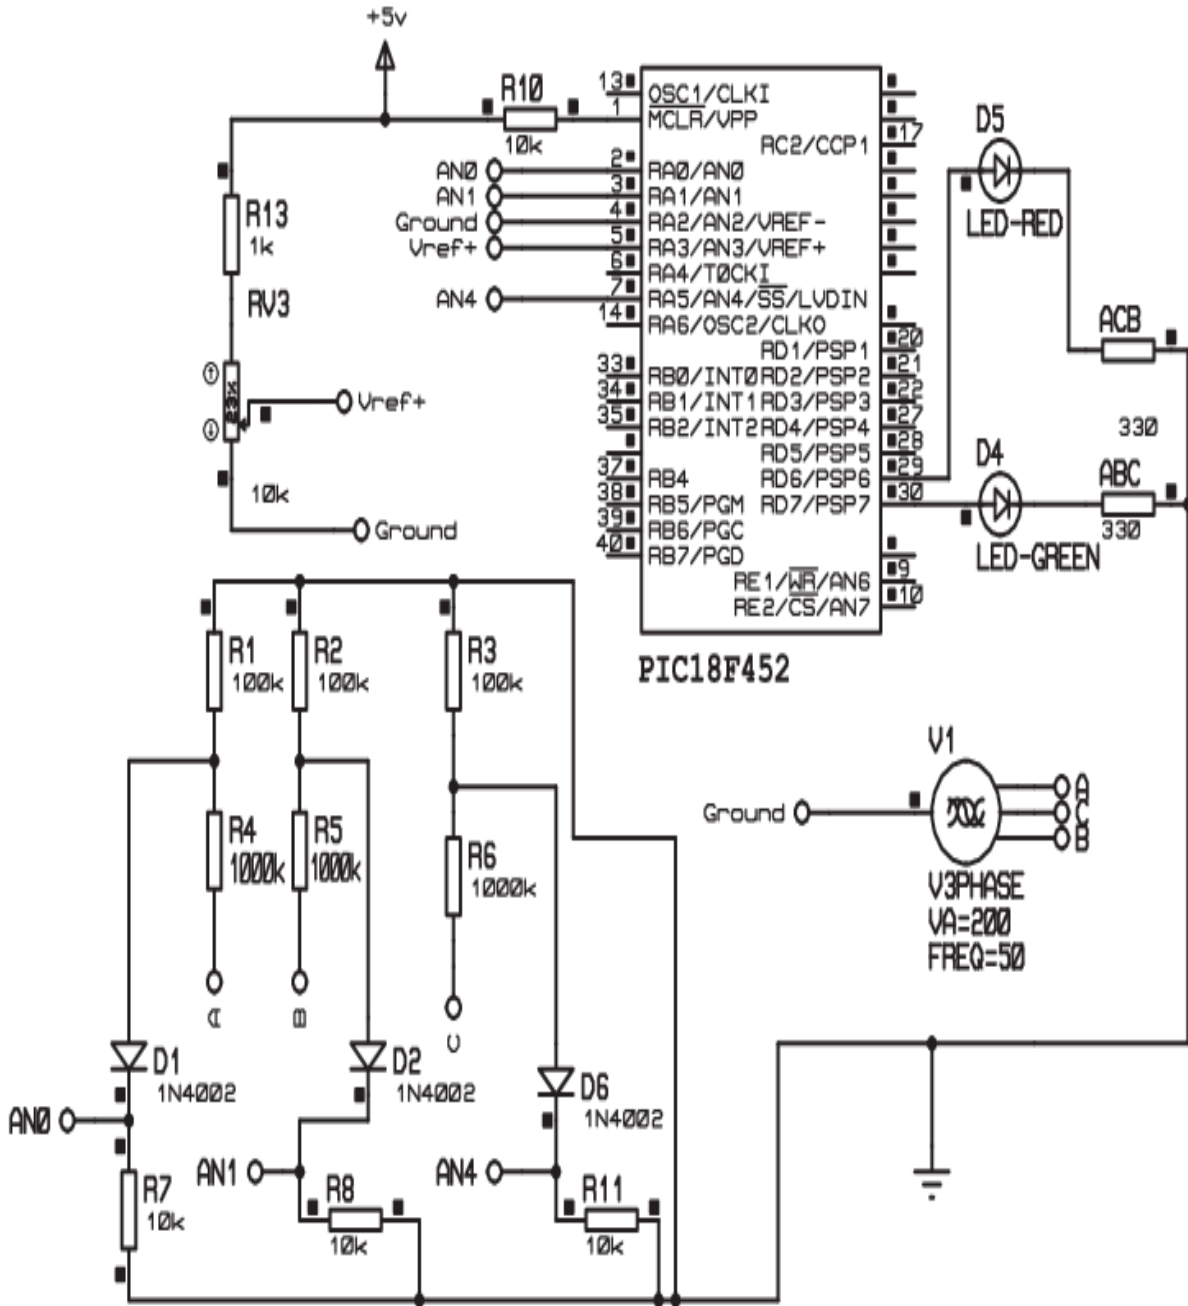 +5v
R10
10k
R13
1k
RV3
23%
Vref+
10k
Ground
AN0
AN1
Ground
Vref+
AN4
13
1
2
3
4
5
6
7
14
33
34
35
37
38
39
40
OSC1/CLKI
MCLR/VPP
RC2/CCP1
RA0/AN0
RA1/AN1
RA2/AN2/VREF-
RA3/AN3/VREF+
RA4/T0CKI
RA5/AN4/SS/LVDIN
RA6/OSC2/CLKO
RD1/PSP1
RB0/INT0 RD2/PSP2
RB1/INT1 RD3/PSP3
RB2/INT2 RD4/PSP4
RD5/PSP5
RB4 RD6/PSP6
RB5/PGM RD7/PSP7
RB6/PGC
RB7/PGD
RE1/WR/AN6
RE2/CS/AN7
17
20
21
22
27
28
29
30
9
10
PIC18F452
D5
LED-RED
ACB
330
D4
LED-GREEN
ABC
330
R1
100k
R2
100k
R3
100k
R4
1000k
R5
1000k
R6
1000k
A
B
C
D1
1N4002
D2
1N4002
D6
1N4002
AN0
AN1
AN4
R7
10k
R8
10k
R11
10k
V1
Ground
A
C
B
V3PHASE
VA=200
FREQ=50